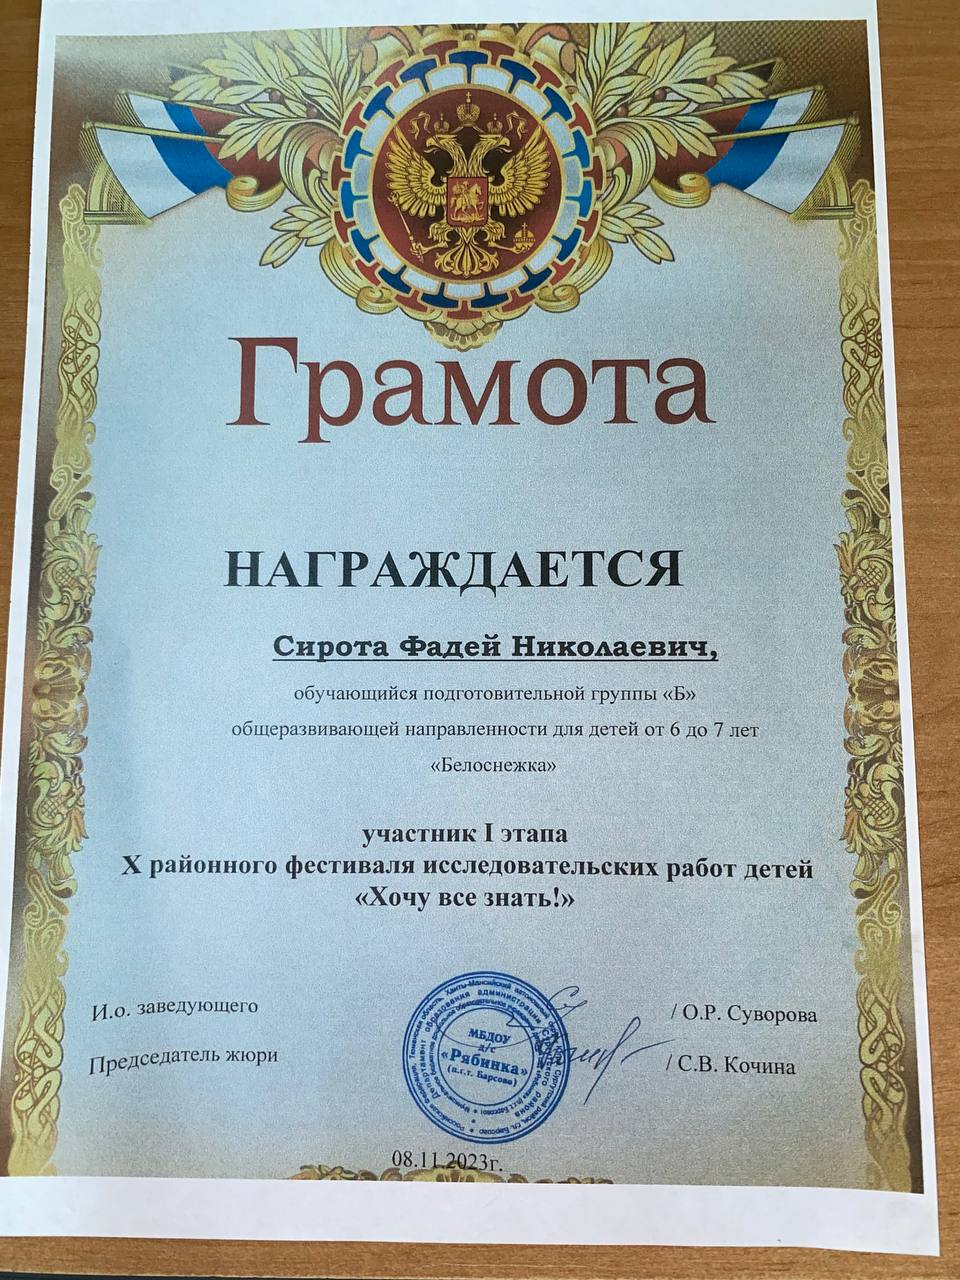 Грамота
НАГРАЖДАЕТСЯ
Сирота Фадей Николаевич,
обучающийся подготовительной группы «Б»
общеразвивающей направленности для детей от 6 до 7 лет
«Белоснежка»
участник I этапа
X районного фестиваля исследовательских работ детей
«Хочу все знать!»
И.о. заведующего / О.Р. Суворова
Председатель жюри / С.В. Кочина
МБДОУ
д/с
«Рябинка»
(п.г.т. Барсово)
08.11.2023г.